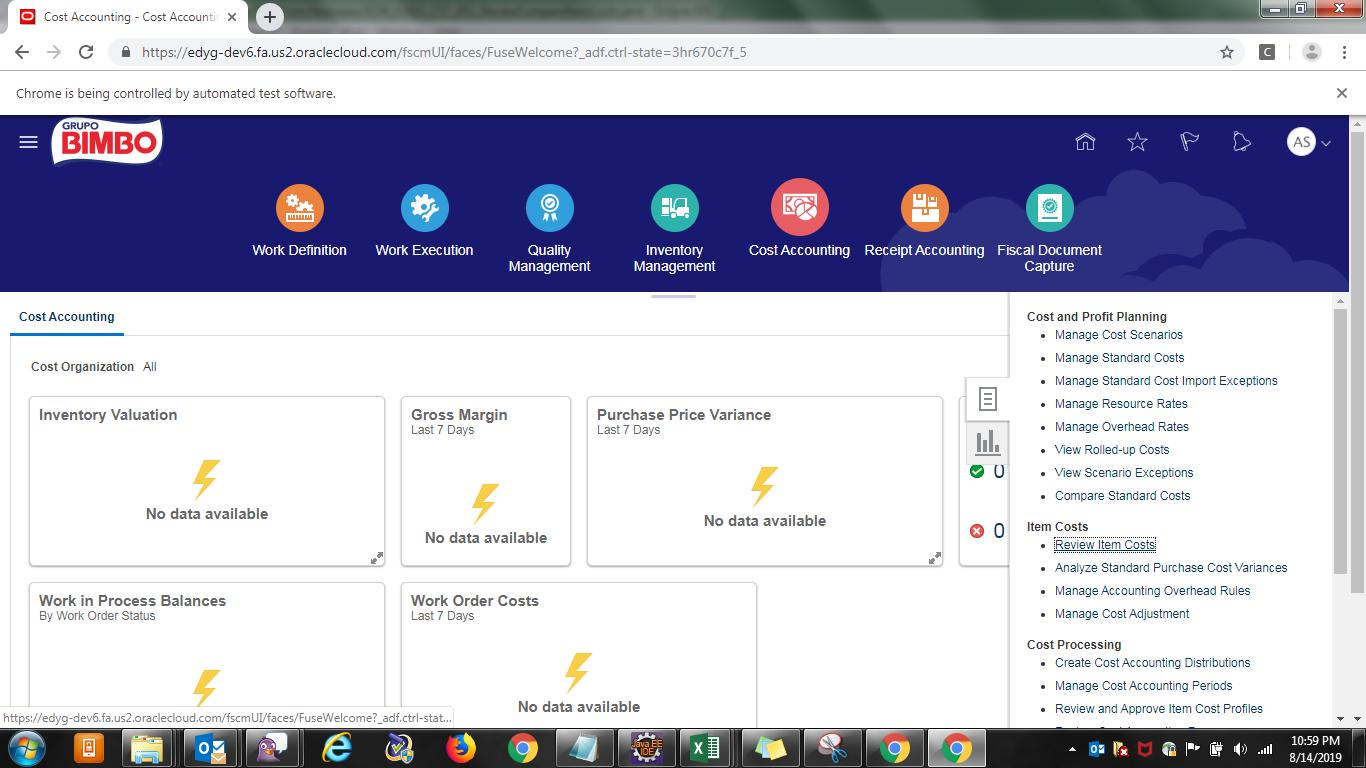 Cost Accounting - Cost Accounti
https://edyg-dev6.fa.us2.oraclecloud.com/fscmUI/faces/FuseWelcome?_adf.ctrl-state=3hr670c7f_5
C
Chrome is being controlled by automated test software.
GRUPO
BIMBO
AS
Work Definition
Work Execution
Quality
Management
Inventory
Management
Cost Accounting
Receipt Accounting
Fiscal Document
Capture
Cost Accounting
Cost Organization All
Inventory Valuation
No data available
Gross Margin
Last 7 Days
No data available
Purchase Price Variance
Last 7 Days
No data available
0
0
Work in Process Balances
By Work Order Status
Work Order Costs
Last 7 Days
No data available
Cost and Profit Planning
Manage Cost Scenarios
Manage Standard Costs
Manage Standard Cost Import Exceptions
Manage Resource Rates
Manage Overhead Rates
View Rolled-up Costs
View Scenario Exceptions
Compare Standard Costs
Item Costs
Review Item Costs
Analyze Standard Purchase Cost Variances
Manage Accounting Overhead Rules
Manage Cost Adjustment
Cost Processing
Create Cost Accounting Distributions
Manage Cost Accounting Periods
Review and Approve Item Cost Profiles
https://edyg-dev6.fa.us2.oraclecloud.com/fscmUI/faces/FuseWelcome?_adf.ctrl-stat...
Java EE
IDE
10:59 PM
8/14/2019